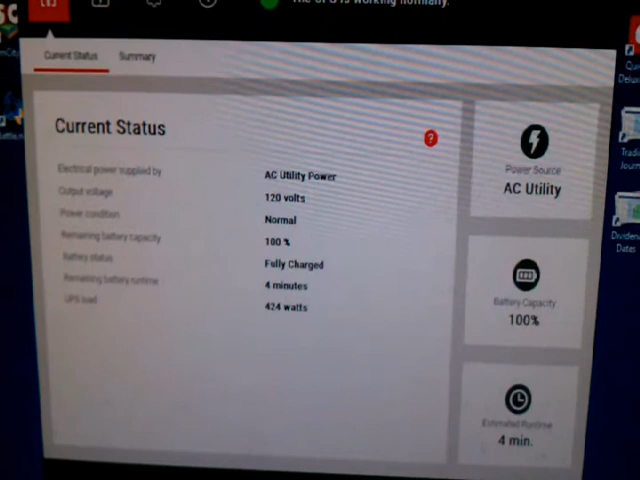 The UPS is working normally.
Current Status
Summary
Current Status
?
Electrical power supplied by
AC Utility Power
Output voltage
120 volts
Power condition
Normal
Remaining battery capacity
100 %
Battery status
Fully Charged
Remaining battery runtime
4 minutes
UPS load
424 watts
Power Source
AC Utility
Battery Capacity
100%
Estimated Runtime
4 min.
Dates